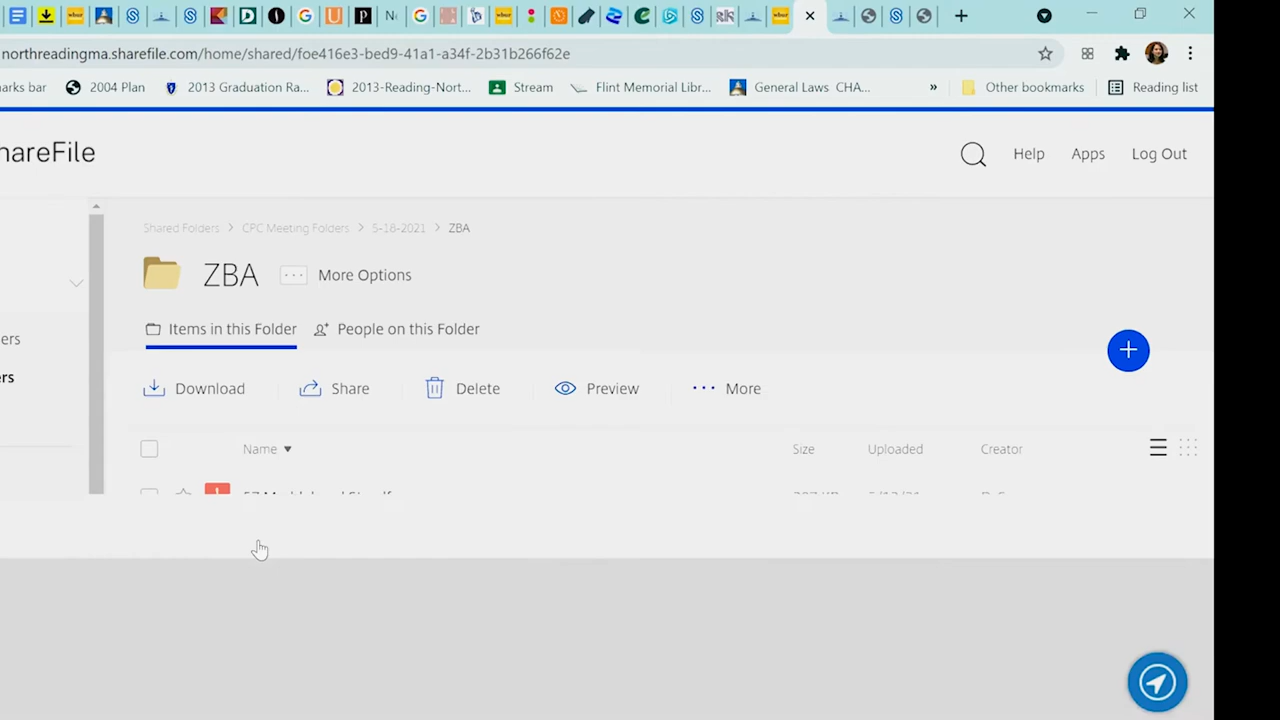 northreadingma.sharefile.com/home/shared/foe416e3-bed9-41a1-a34f-2b31b266f62e
arks bar 2004 Plan 2013 Graduation Ra... 2013-Reading-Nort... Stream Flint Memorial Libr... General Laws CHA... » Other bookmarks Reading list
hareFile Help Apps Log Out
Shared Folders > CPC Meeting Folders > 5-18-2021 > ZBA
ZBA ··· More Options
ers
Items in this Folder People on this Folder
ers
Download Share Delete Preview ··· More
Name Size Uploaded Creator